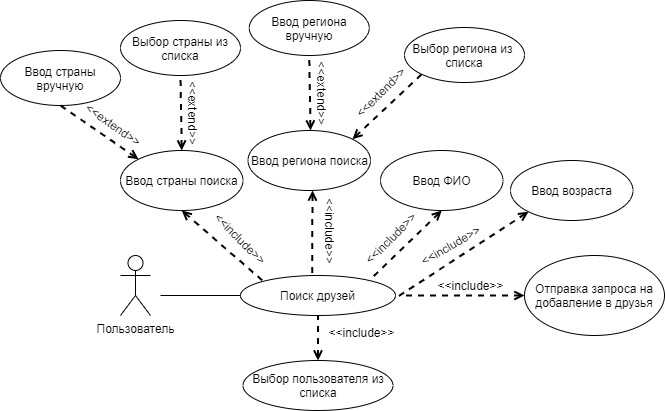 Ввод региона
вручную
Выбор страны из
списка
Выбор региона из
списка
Ввод страны
вручную
<<extend>>
<<extend>>
<<extend>>
<<extend>>
Ввод региона поиска
Ввод страны поиска
Ввод ФИО
Ввод возраста
<<include>>
<<include>>
<<include>>
<<include>>
<<include>>
Поиск друзей
Отправка запроса на
добавление в друзья
Пользователь
<<include>>
Выбор пользователя из
списка